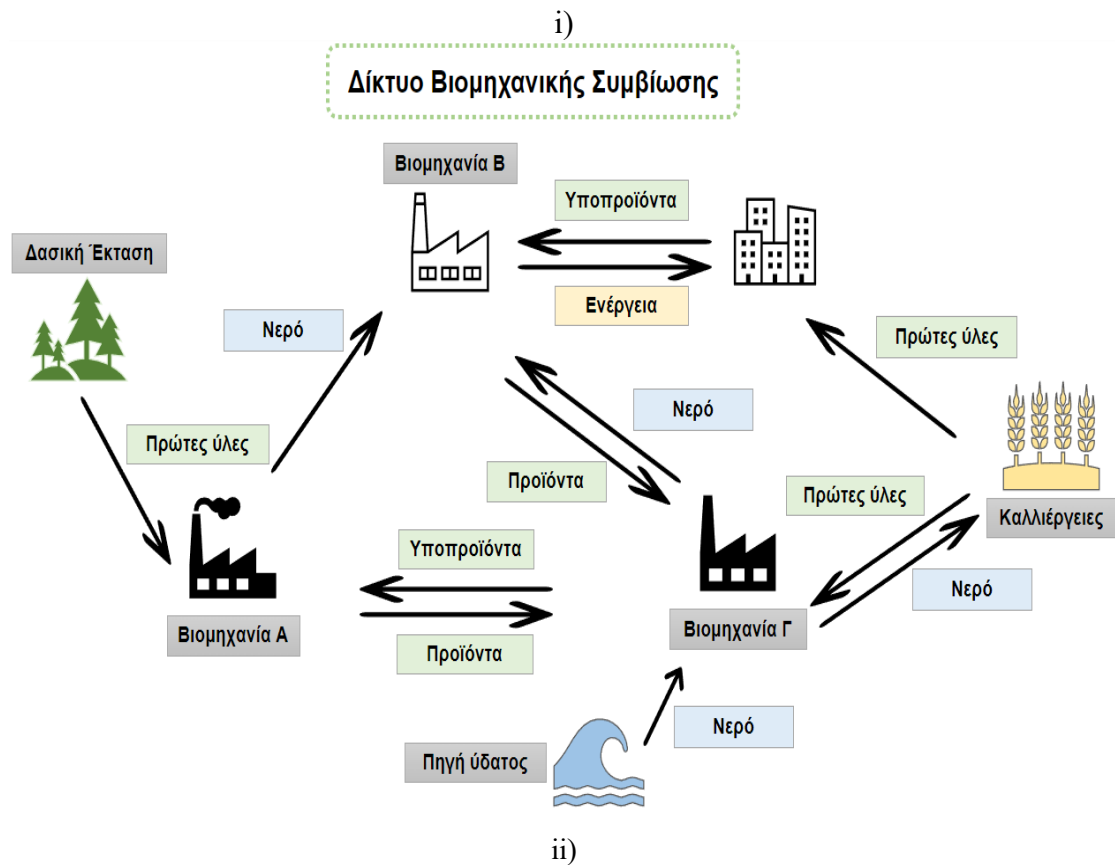 i)
Δίκτυο Βιομηχανικής Συμβίωσης
Βιομηχανία Β
Υποπροϊόντα
Δασική Έκταση
Ενέργεια
Νερό
Πρώτες ύλες
Νερό
Πρώτες ύλες
Προϊόντα
Πρώτες ύλες
Καλλιέργειες
Υποπροϊόντα
Νερό
Βιομηχανία Α
Βιομηχανία Γ
Προϊόντα
Νερό
Πηγή ύδατος
ii)